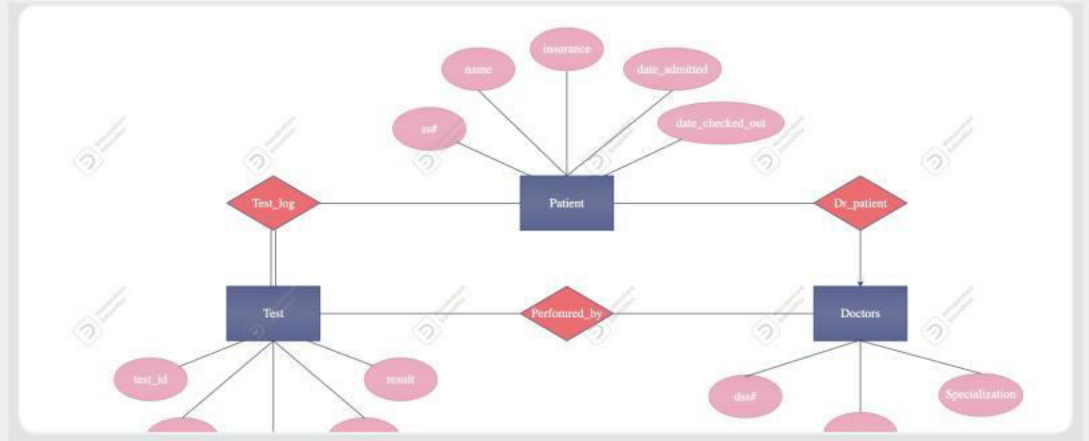 insurance
name
date_admitted
ss#
date_checked_out
Test_log
Patient
Dr_patient
Test
Perfomred_by
Doctors
test_id
result
dss#
Specialization